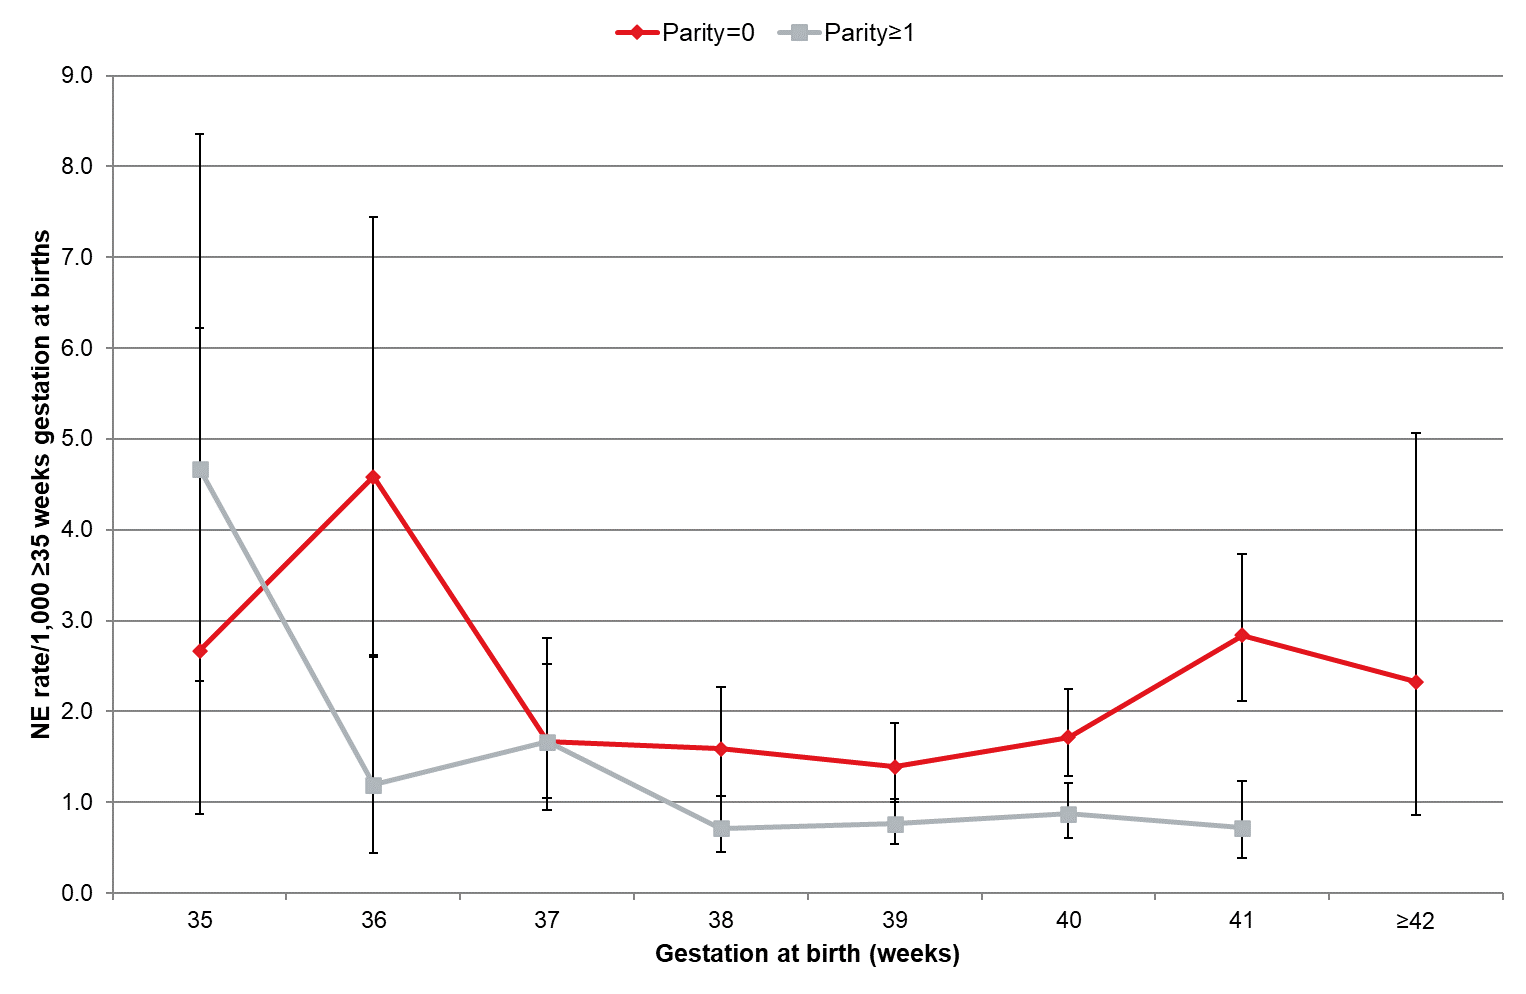 Parity=0 Parity≥1
9.0
8.0
7.0
6.0
5.0
4.0
3.0
2.0
1.0
0.0
NE rate/1,000 ≥35 weeks gestation at births
35 36 37 38 39 40 41 ≥42
Gestation at birth (weeks)